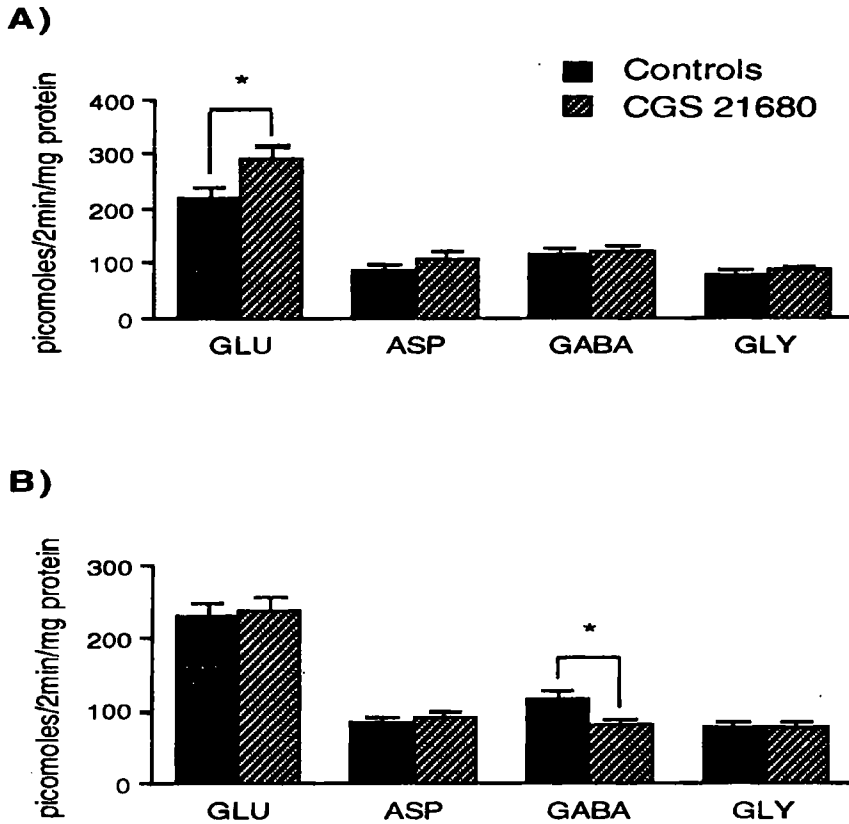 A)
*
Controls
CGS 21680
picomoles/2min/mg protein
400
300
200
100
0
GLU ASP GABA GLY
B)
*
picomoles/2min/mg protein
300
200
100
0
GLU ASP GABA GLY